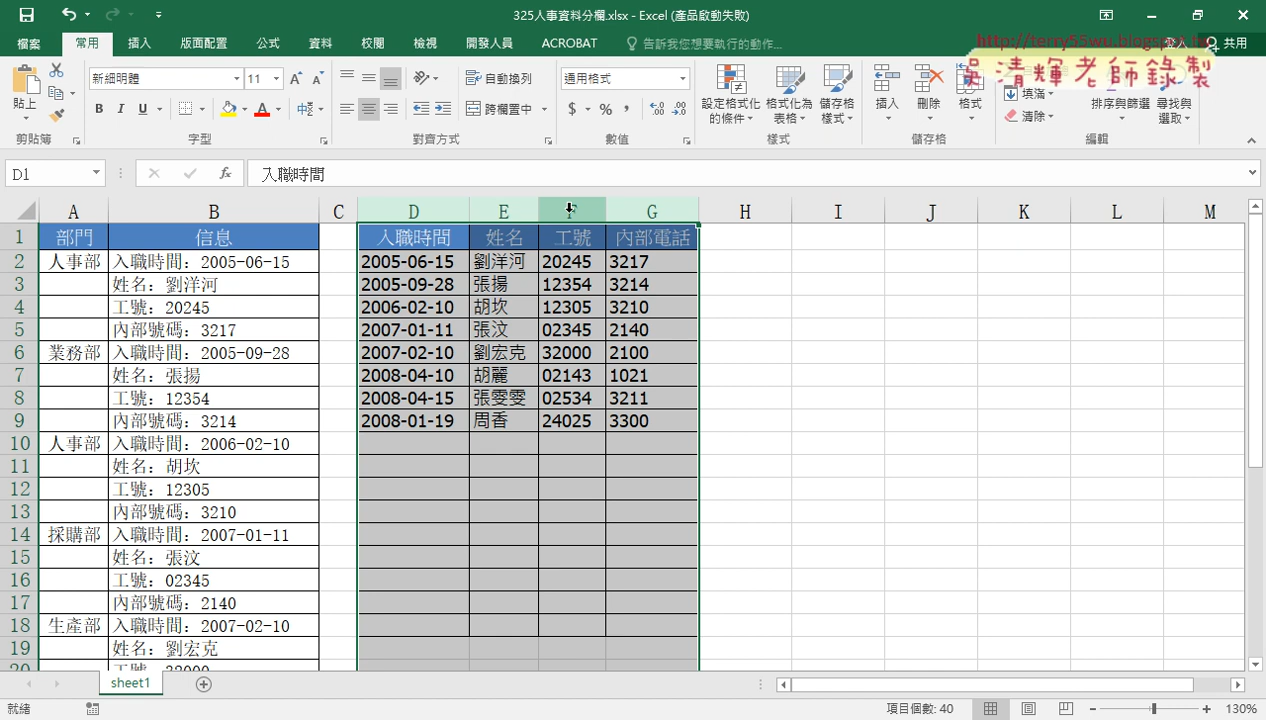 325人事資料分欄.xlsx - Excel (產品啟動失敗)
檔案 常用 插入 版面配置 公式 資料 校閱 檢視 開發人員 ACROBAT 告訴我您想要執行的動作... 登入 共用
http://terry55wu.blogspot.tw
吳清輝老師錄製
貼上 新細明體 11 自動換列 通用格式 設定格式化的條件 格式化為表格 儲存格樣式 插入 刪除 格式 填滿 排序與篩選 尋找與選取
B I U A 中 跨欄置中 $ % , 清除
剪貼簿 字型 對齊方式 數值 樣式 儲存格 編輯
D1 fx 入職時間
A B C D E F G H I J K L M
1 部門 信息 入職時間 姓名 工號 內部電話
2 人事部 入職時間: 2005-06-15 2005-06-15 劉洋河 20245 3217
3 姓名: 劉洋河 2005-09-28 張揚 12354 3214
4 工號: 20245 2006-02-10 胡坎 12305 3210
5 內部號碼: 3217 2007-01-11 張汶 02345 2140
6 業務部 入職時間: 2005-09-28 2007-02-10 劉宏克 32000 2100
7 姓名: 張揚 2008-04-10 胡麗 02143 1021
8 工號: 12354 2008-04-15 張雯雯 02534 3211
9 內部號碼: 3214 2008-01-19 周香 24025 3300
10 人事部 入職時間: 2006-02-10
11 姓名: 胡坎
12 工號: 12305
13 內部號碼: 3210
14 採購部 入職時間: 2007-01-11
15 姓名: 張汶
16 工號: 02345
17 內部號碼: 2140
18 生產部 入職時間: 2007-02-10
19 姓名: 劉宏克
20 工號: 32000
sheet1
就緒 項目個數: 40 130%